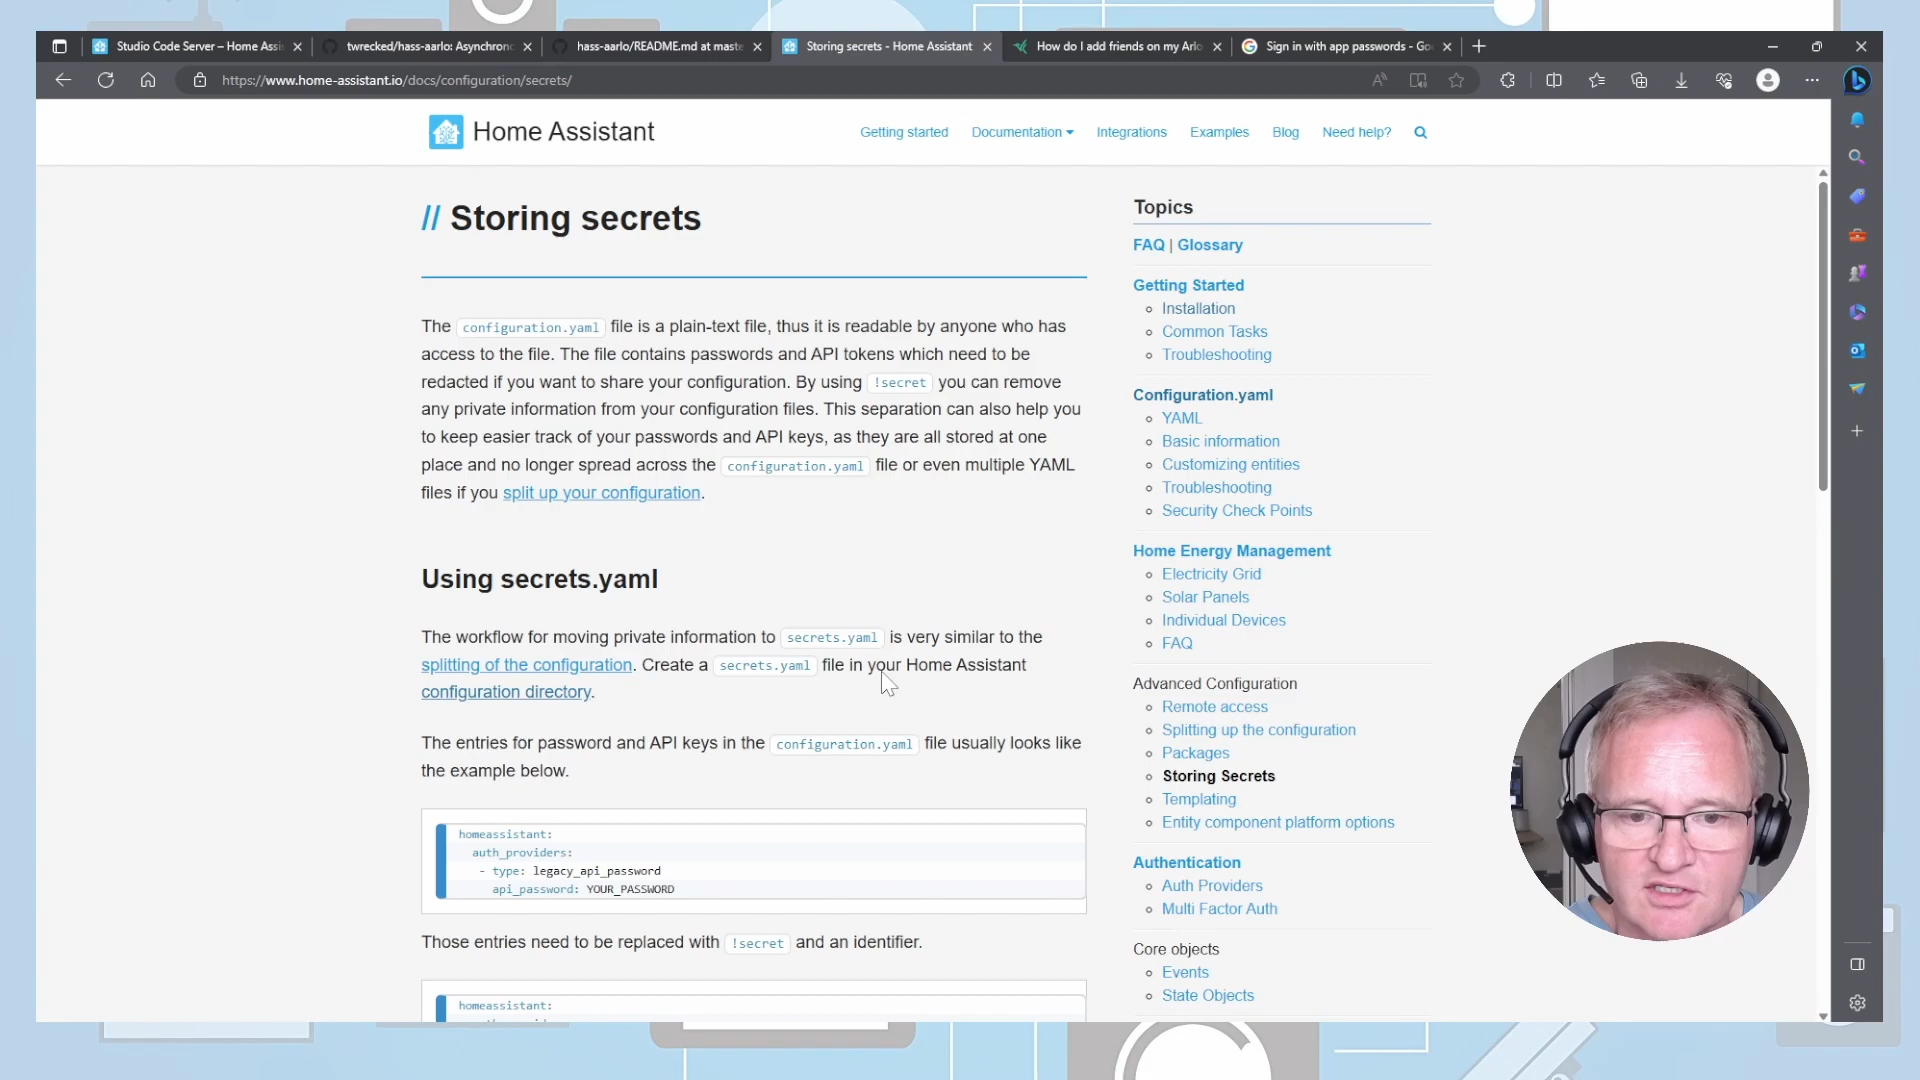 Studio Code Server – Home Assis
twrecked/hass-aarlo: Asynchron
hass-aarlo/README.md at maste
Storing secrets - Home Assistant
How do I add friends on my Arlo
Sign in with app passwords - Go
https://www.home-assistant.io/docs/configuration/secrets/
Home Assistant
Getting started
Documentation
Integrations
Examples
Blog
Need help?
// Storing secrets
The configuration.yaml file is a plain-text file, thus it is readable by anyone who has
access to the file. The file contains passwords and API tokens which need to be
redacted if you want to share your configuration. By using !secret you can remove
any private information from your configuration files. This separation can also help you
to keep easier track of your passwords and API keys, as they are all stored at one
place and no longer spread across the configuration.yaml file or even multiple YAML
files if you split up your configuration.
Using secrets.yaml
The workflow for moving private information to secrets.yaml is very similar to the
splitting of the configuration. Create a secrets.yaml file in your Home Assistant
configuration directory.
The entries for password and API keys in the configuration.yaml file usually looks like
the example below.
homeassistant:
auth_providers:
- type: legacy_api_password
api_password: YOUR_PASSWORD
Those entries need to be replaced with !secret and an identifier.
homeassistant:
Topics
FAQ | Glossary
Getting Started
Installation
Common Tasks
Troubleshooting
Configuration.yaml
YAML
Basic information
Customizing entities
Troubleshooting
Security Check Points
Home Energy Management
Electricity Grid
Solar Panels
Individual Devices
FAQ
Advanced Configuration
Remote access
Splitting up the configuration
Packages
Storing Secrets
Templating
Entity component platform options
Authentication
Auth Providers
Multi Factor Auth
Core objects
Events
State Objects